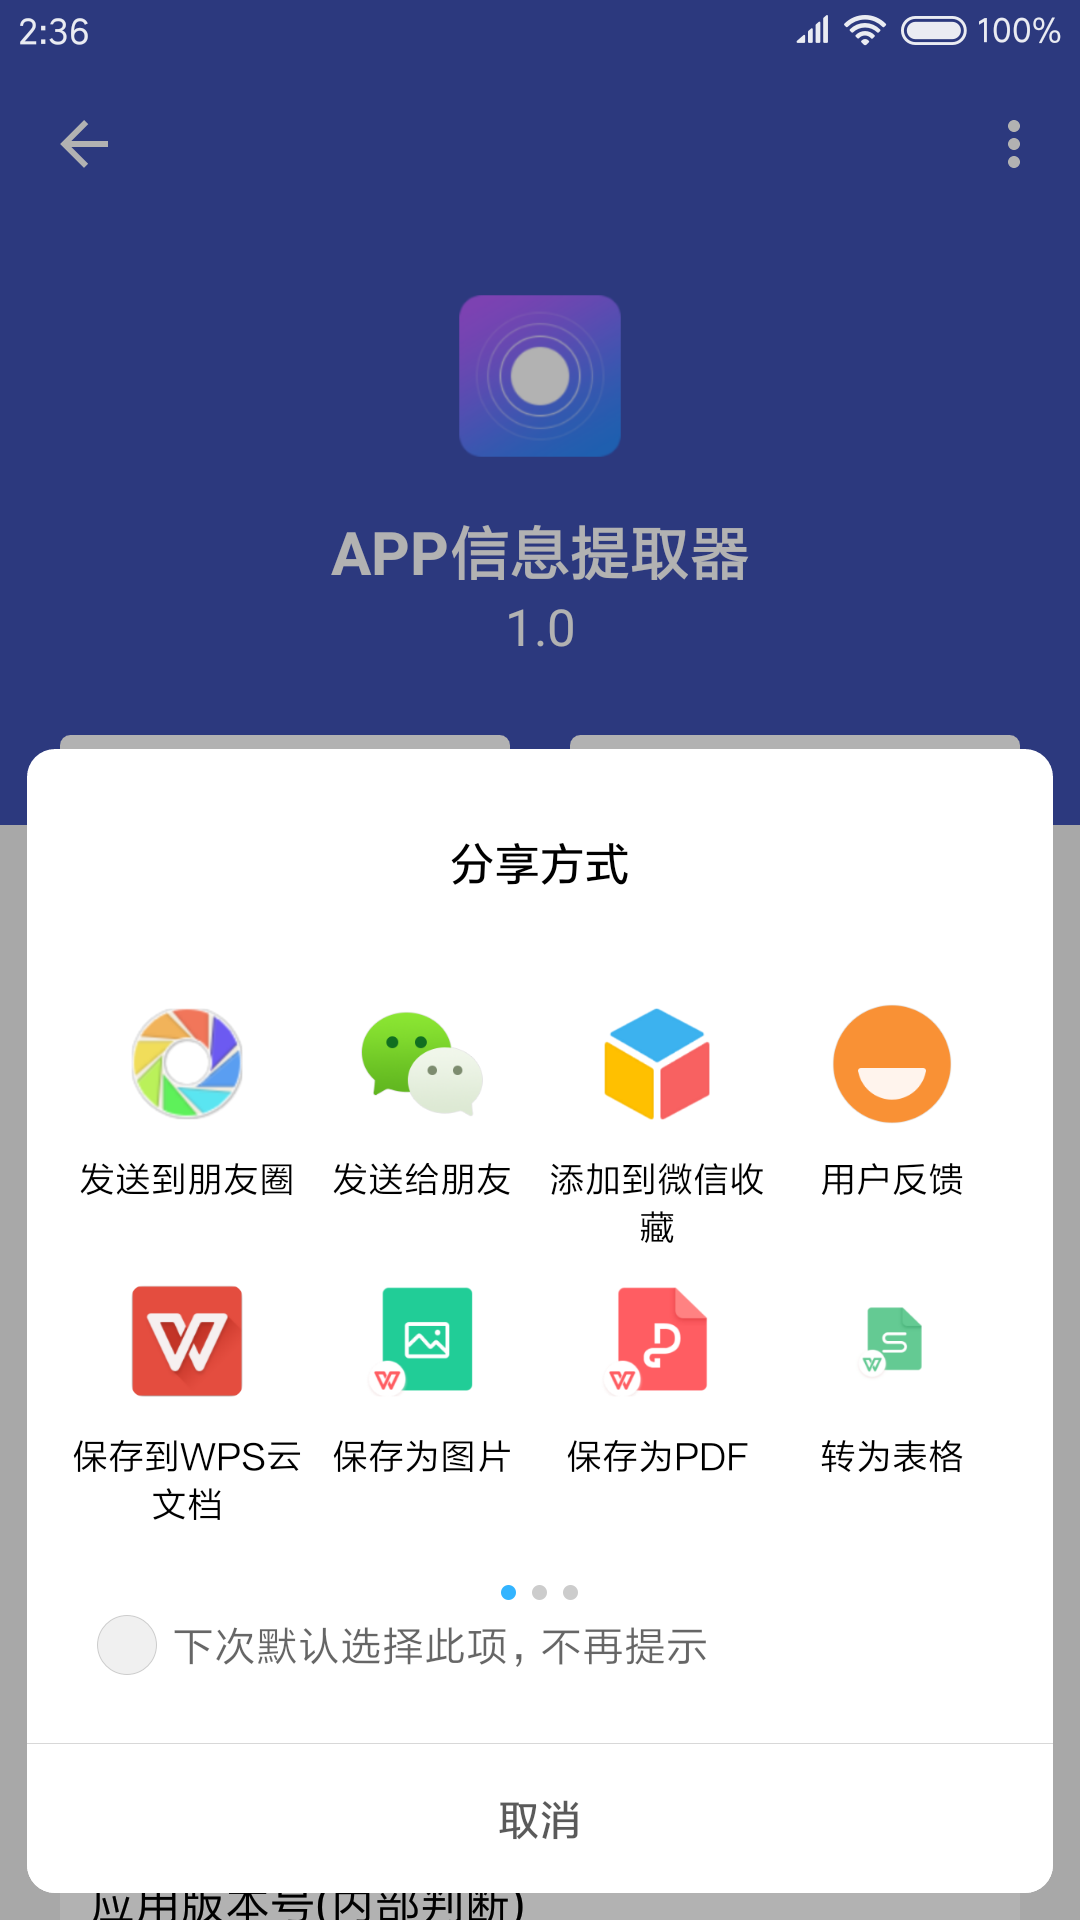 2:36
100%
APP信息提取器
1.0
分享方式
发送到朋友圈
发送给朋友
添加到微信收
藏
用户反馈
保存到WPS云
文档
保存为图片
保存为PDF
转为表格
下次默认选择此项，不再提示
取消
应用版本号(内部判断)